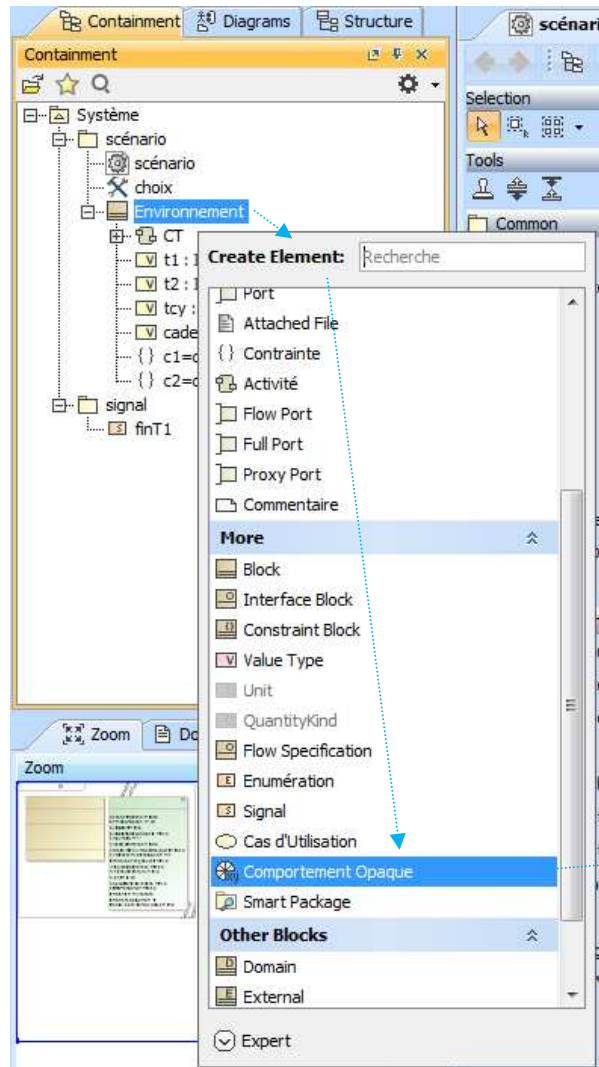 Containment
Diagrams
Structure
scénari
Containment
Système
scénario
scénario
choix
Environnement
CT
t1 :
t2 :
tcy :
cade
{ } c1=
{ } c2=
signal
finT1
Selection
Tools
Common
Create Element:
Recherche
Port
Attached File
{ } Contrainte
Activité
Flow Port
Full Port
Proxy Port
Commentaire
More
Block
Interface Block
Constraint Block
Value Type
Unit
QuantityKind
Flow Specification
Enumération
Signal
Cas d'Utilisation
Comportement Opaque
Smart Package
Other Blocks
Domain
External
Expert
Zoom
Do
Zoom